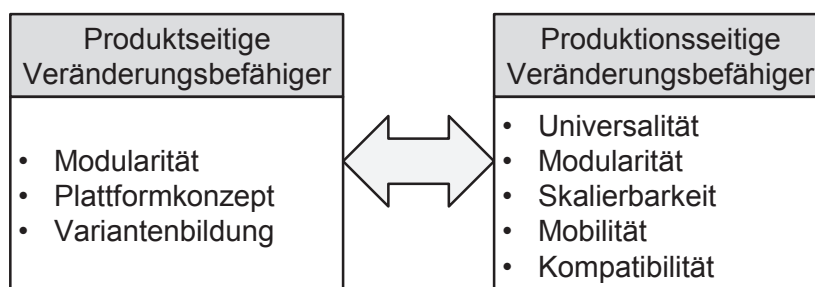 Produktseitige
Veränderungsbefähiger
• Modularität
• Plattformkonzept
• Variantenbildung
Produktionsseitige
Veränderungsbefähiger
• Universalität
• Modularität
• Skalierbarkeit
• Mobilität
• Kompatibilität